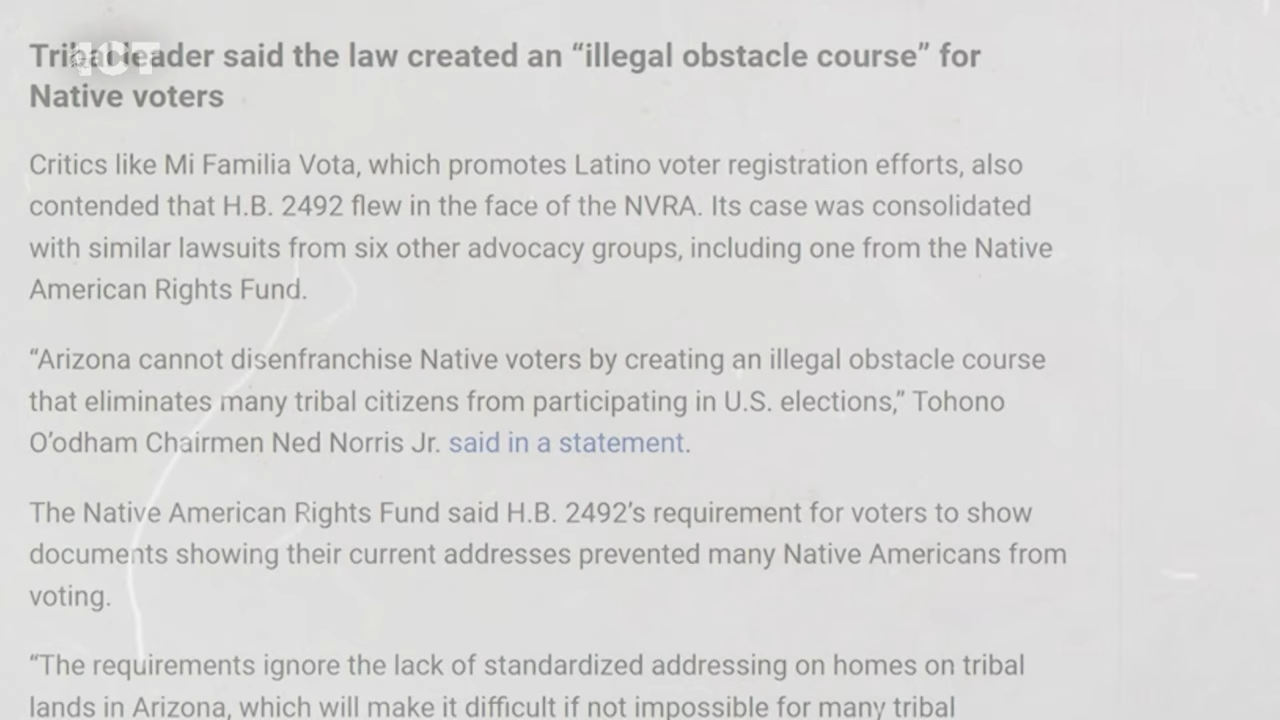 ICT
Tribal leader said the law created an “illegal obstacle course” for
Native voters
Critics like Mi Familia Vota, which promotes Latino voter registration efforts, also
contended that H.B. 2492 flew in the face of the NVRA. Its case was consolidated
with similar lawsuits from six other advocacy groups, including one from the Native
American Rights Fund.
“Arizona cannot disenfranchise Native voters by creating an illegal obstacle course
that eliminates many tribal citizens from participating in U.S. elections,” Tohono
O’odham Chairmen Ned Norris Jr. said in a statement.
The Native American Rights Fund said H.B. 2492’s requirement for voters to show
documents showing their current addresses prevented many Native Americans from
voting.
“The requirements ignore the lack of standardized addressing on homes on tribal
lands in Arizona, which will make it difficult if not impossible for many tribal